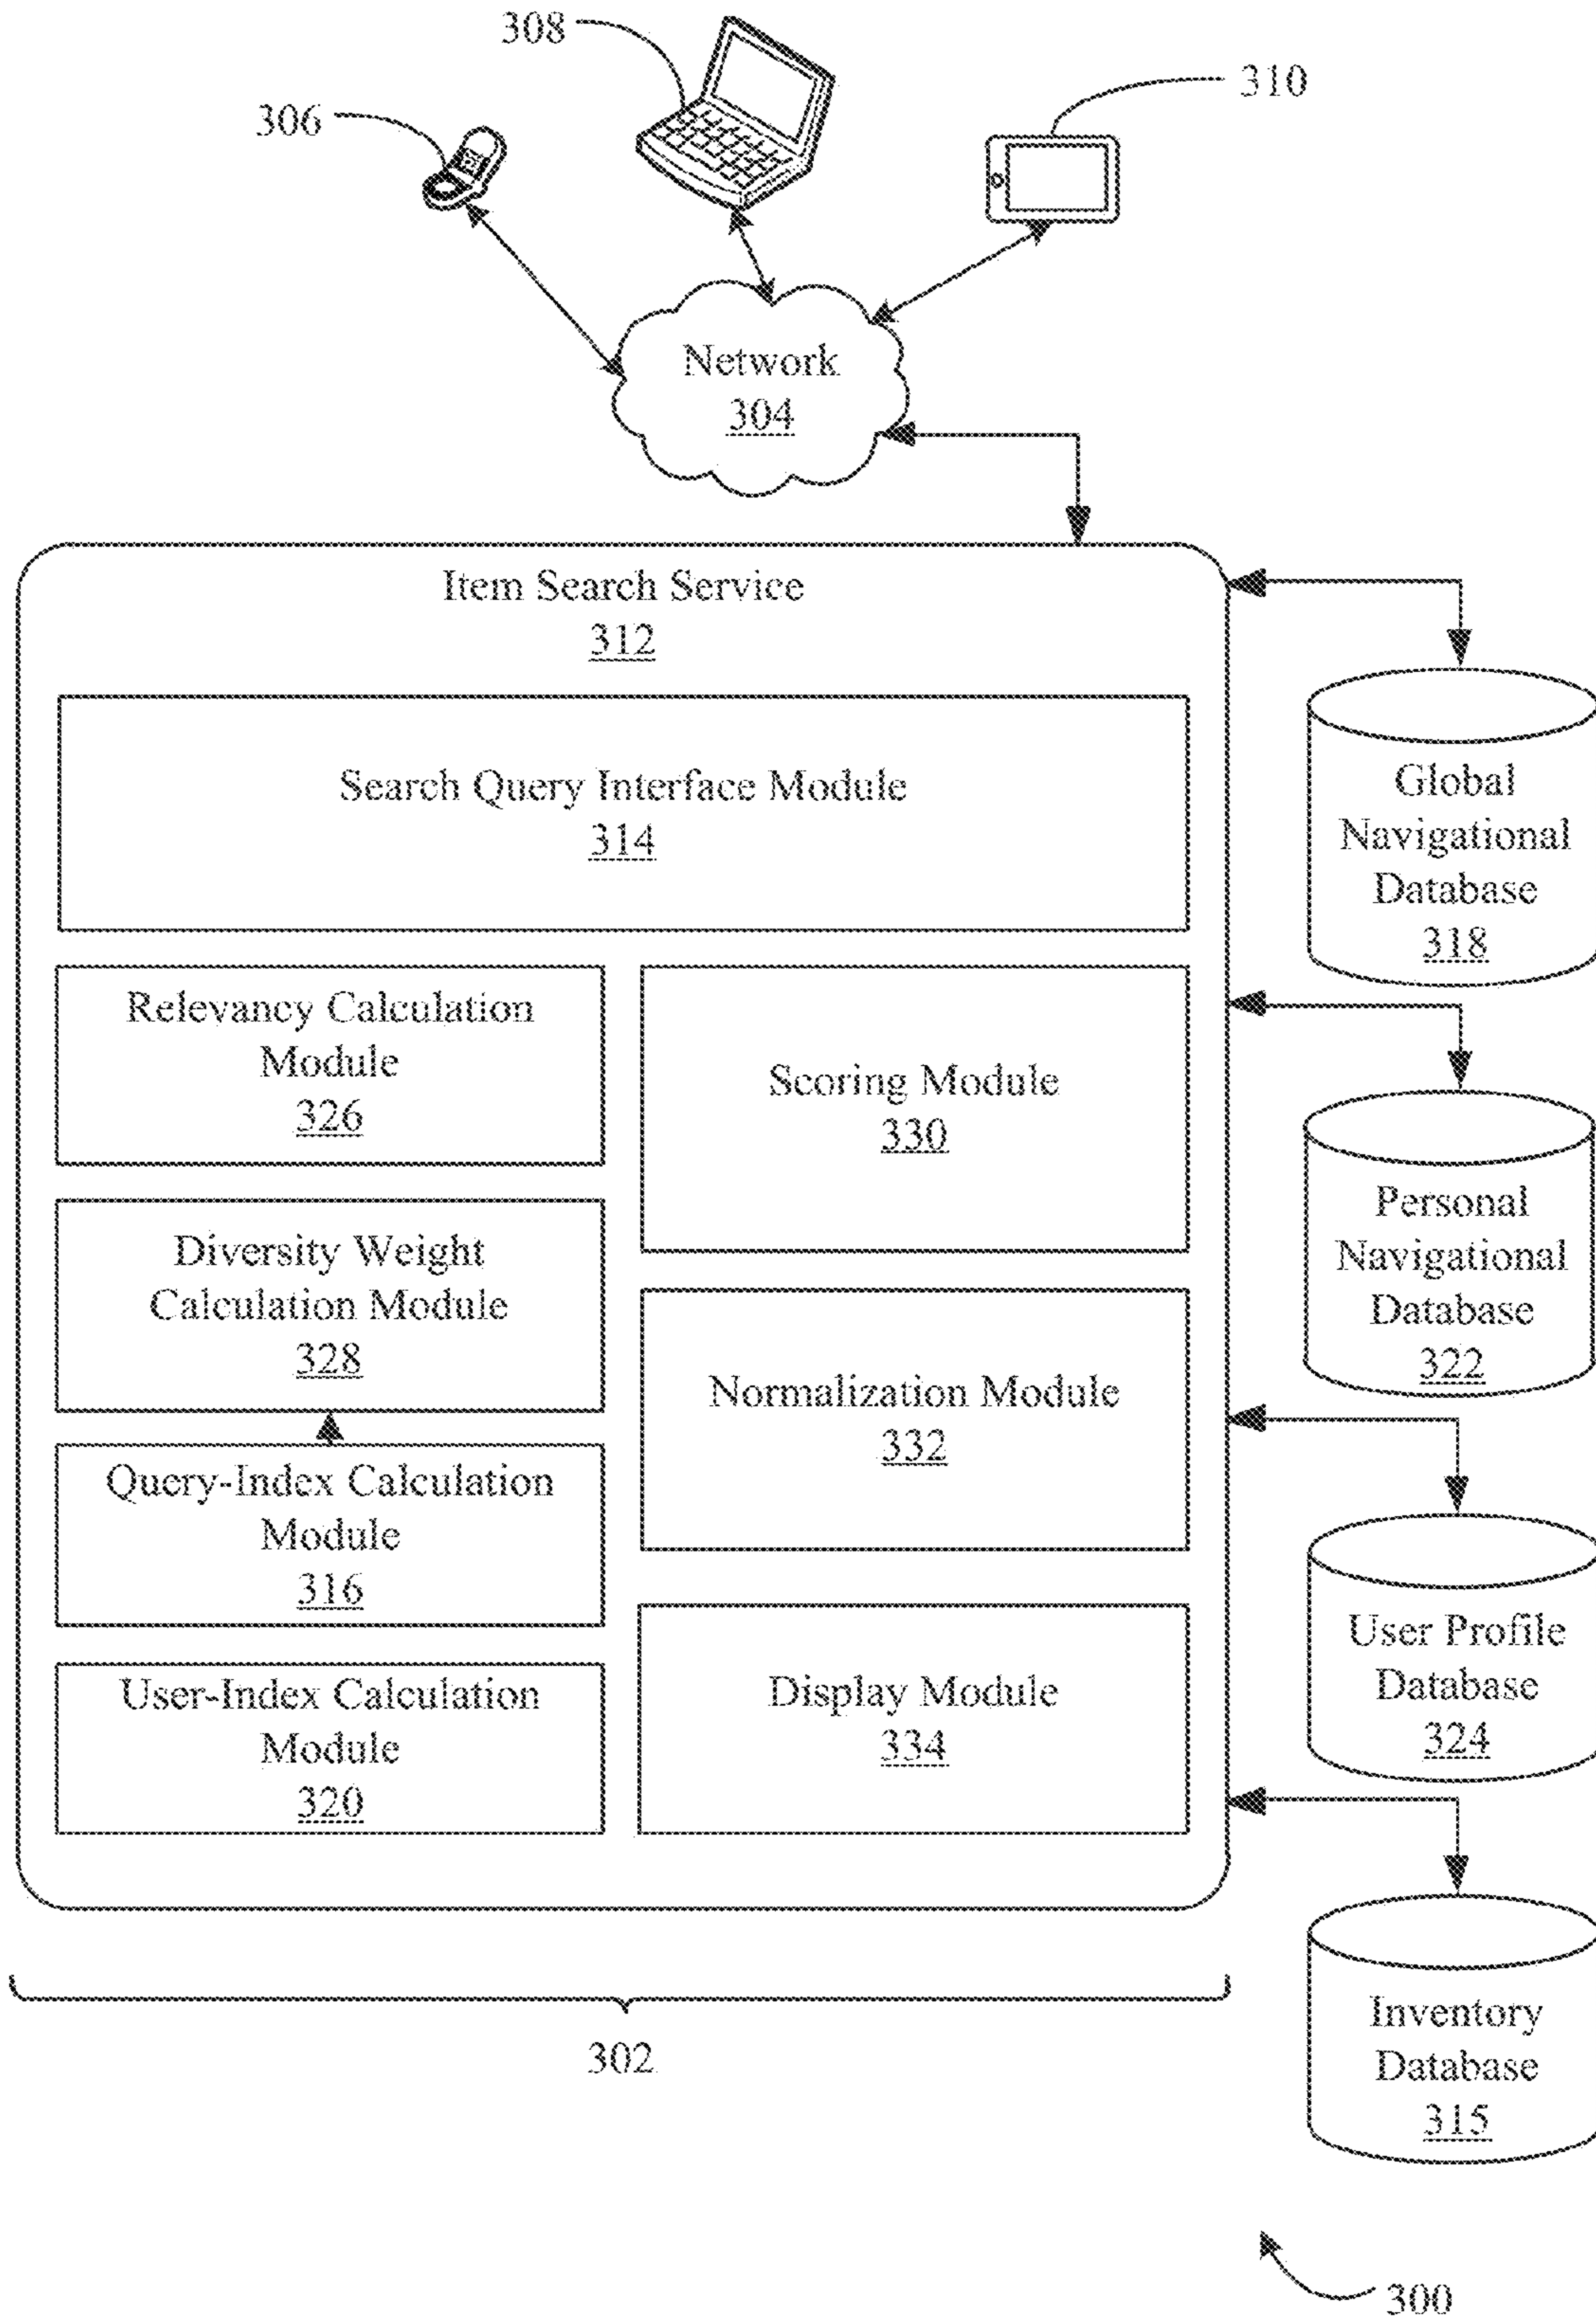 308
306
310
Network
304
Item Search Service
312
Search Query Interface Module
314
Relevancy Calculation
Module
326
Scoring Module
330
Diversity Weight
Calculation Module
328
Normalization Module
332
Query-Index Calculation
Module
316
User-Index Calculation
Module
320
Display Module
334
Global
Navigational
Database
318
Personal
Navigational
Database
322
User Profile
Database
324
Inventory
Database
315
302
300